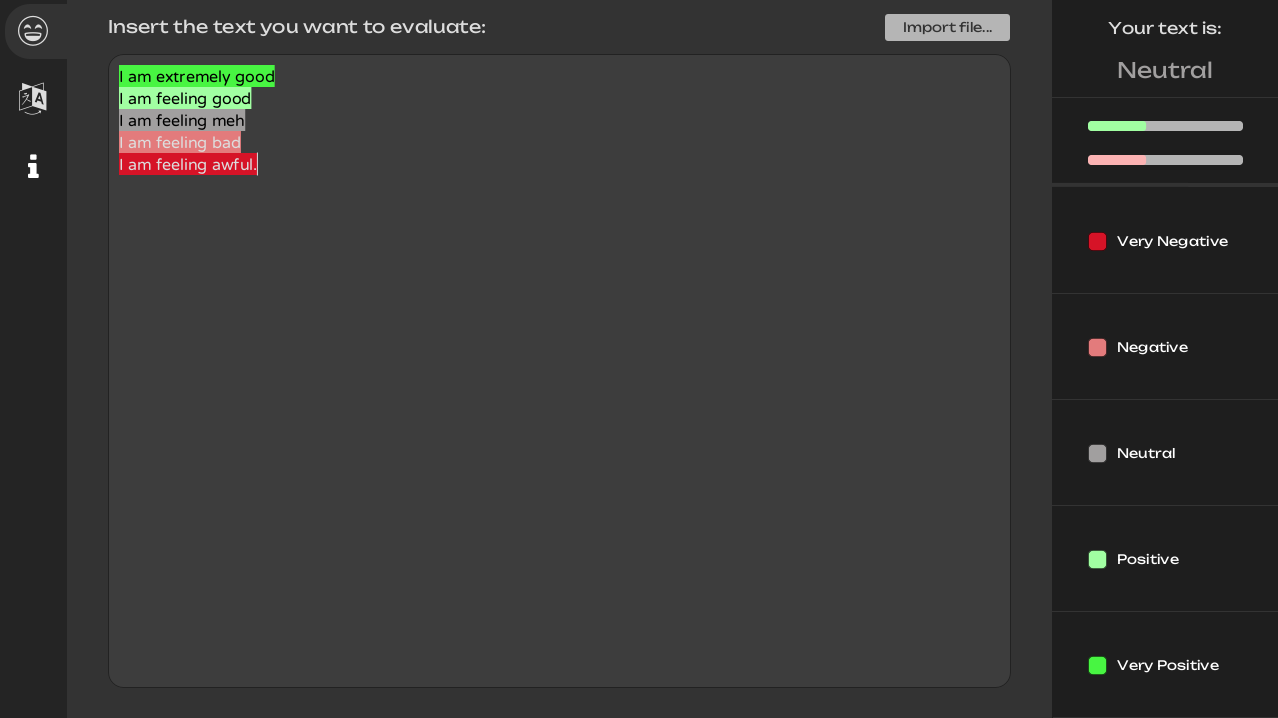 Insert the text you want to evaluate:
Import file...
I am extremely good
I am feeling good
I am feeling meh
I am feeling bad
I am feeling awful.
Your text is:
Neutral
Very Negative
Negative
Neutral
Positive
Very Positive